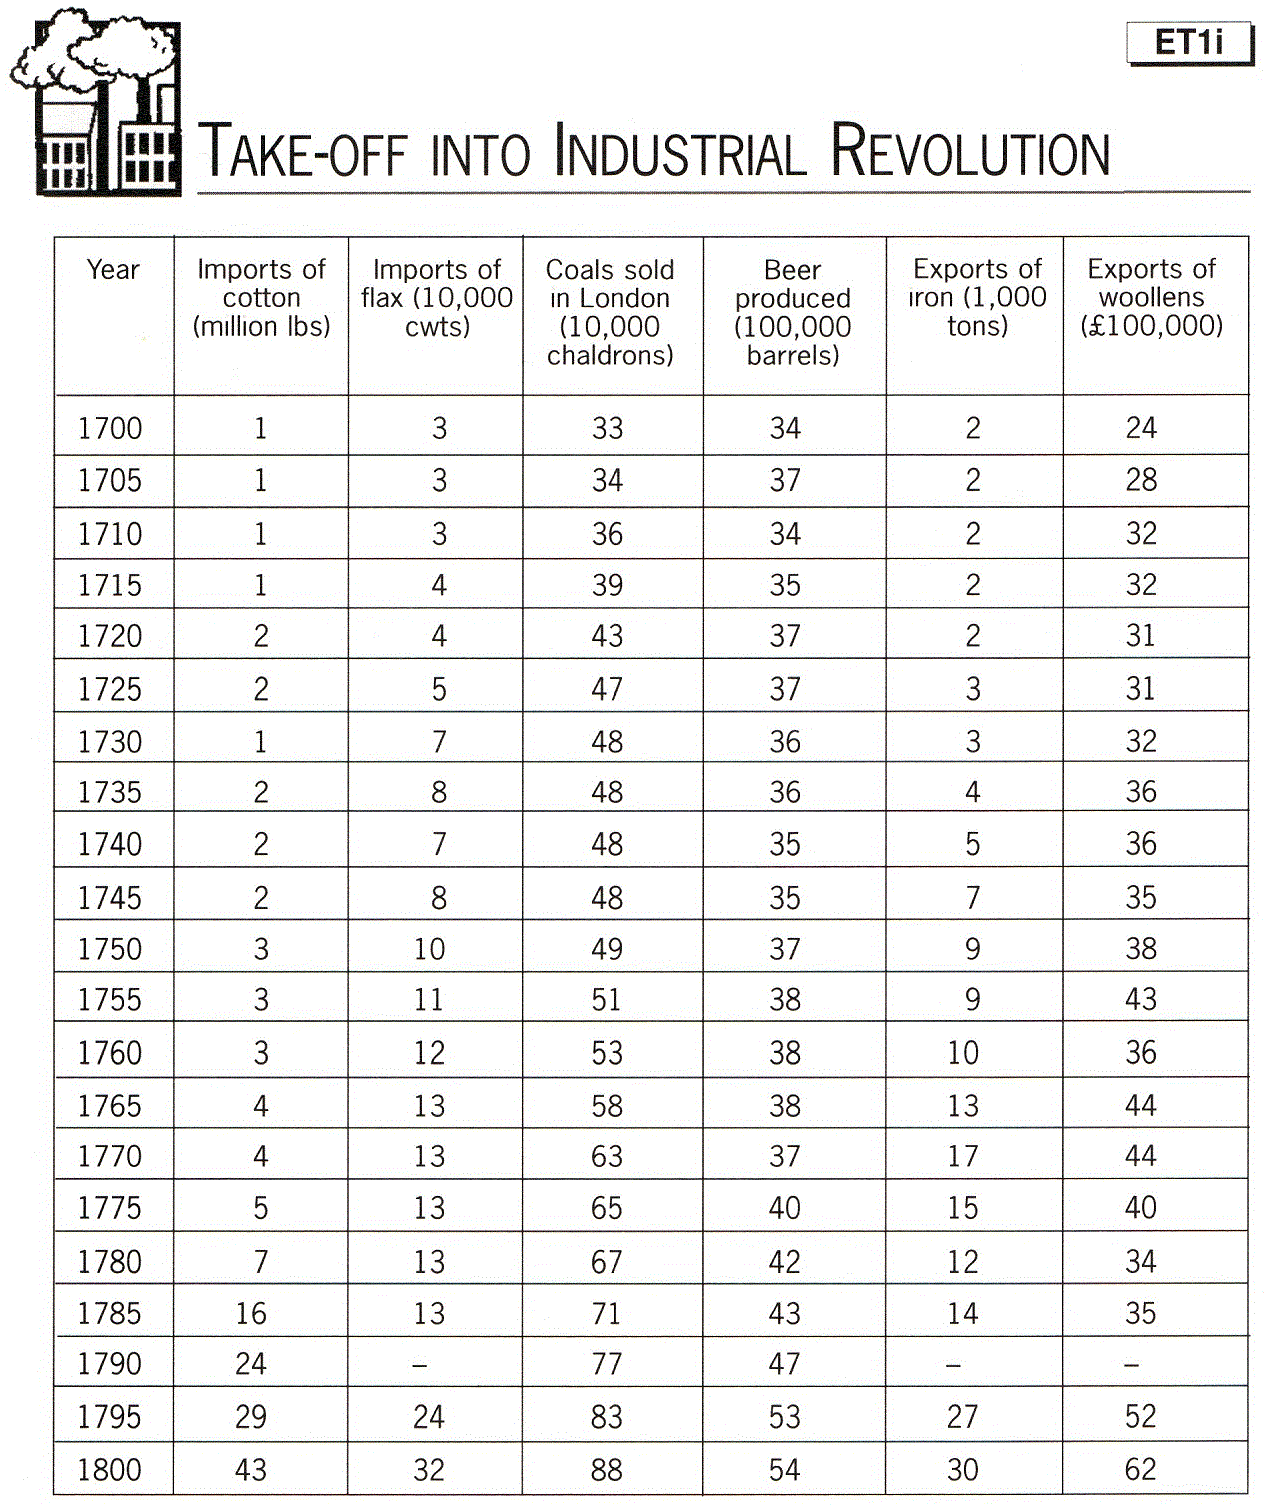 ET1i
TAKE-OFF INTO INDUSTRIAL REVOLUTION
Year Imports of cotton (million lbs) Imports of flax (10,000 cwts) Coals sold in London (10,000 chaldrons) Beer produced (100,000 barrels) Exports of iron (1,000 tons) Exports of woollens (£100,000)
1700 1 3 33 34 2 24
1705 1 3 34 37 2 28
1710 1 3 36 34 2 32
1715 1 4 39 35 2 32
1720 2 4 43 37 2 31
1725 2 5 47 37 3 31
1730 1 7 48 36 3 32
1735 2 8 48 36 4 36
1740 2 7 48 35 5 36
1745 2 8 48 35 7 35
1750 3 10 49 37 9 38
1755 3 11 51 38 9 43
1760 3 12 53 38 10 36
1765 4 13 58 38 13 44
1770 4 13 63 37 17 44
1775 5 13 65 40 15 40
1780 7 13 67 42 12 34
1785 16 13 71 43 14 35
1790 24 – 77 47 – –
1795 29 24 83 53 27 52
1800 43 32 88 54 30 62